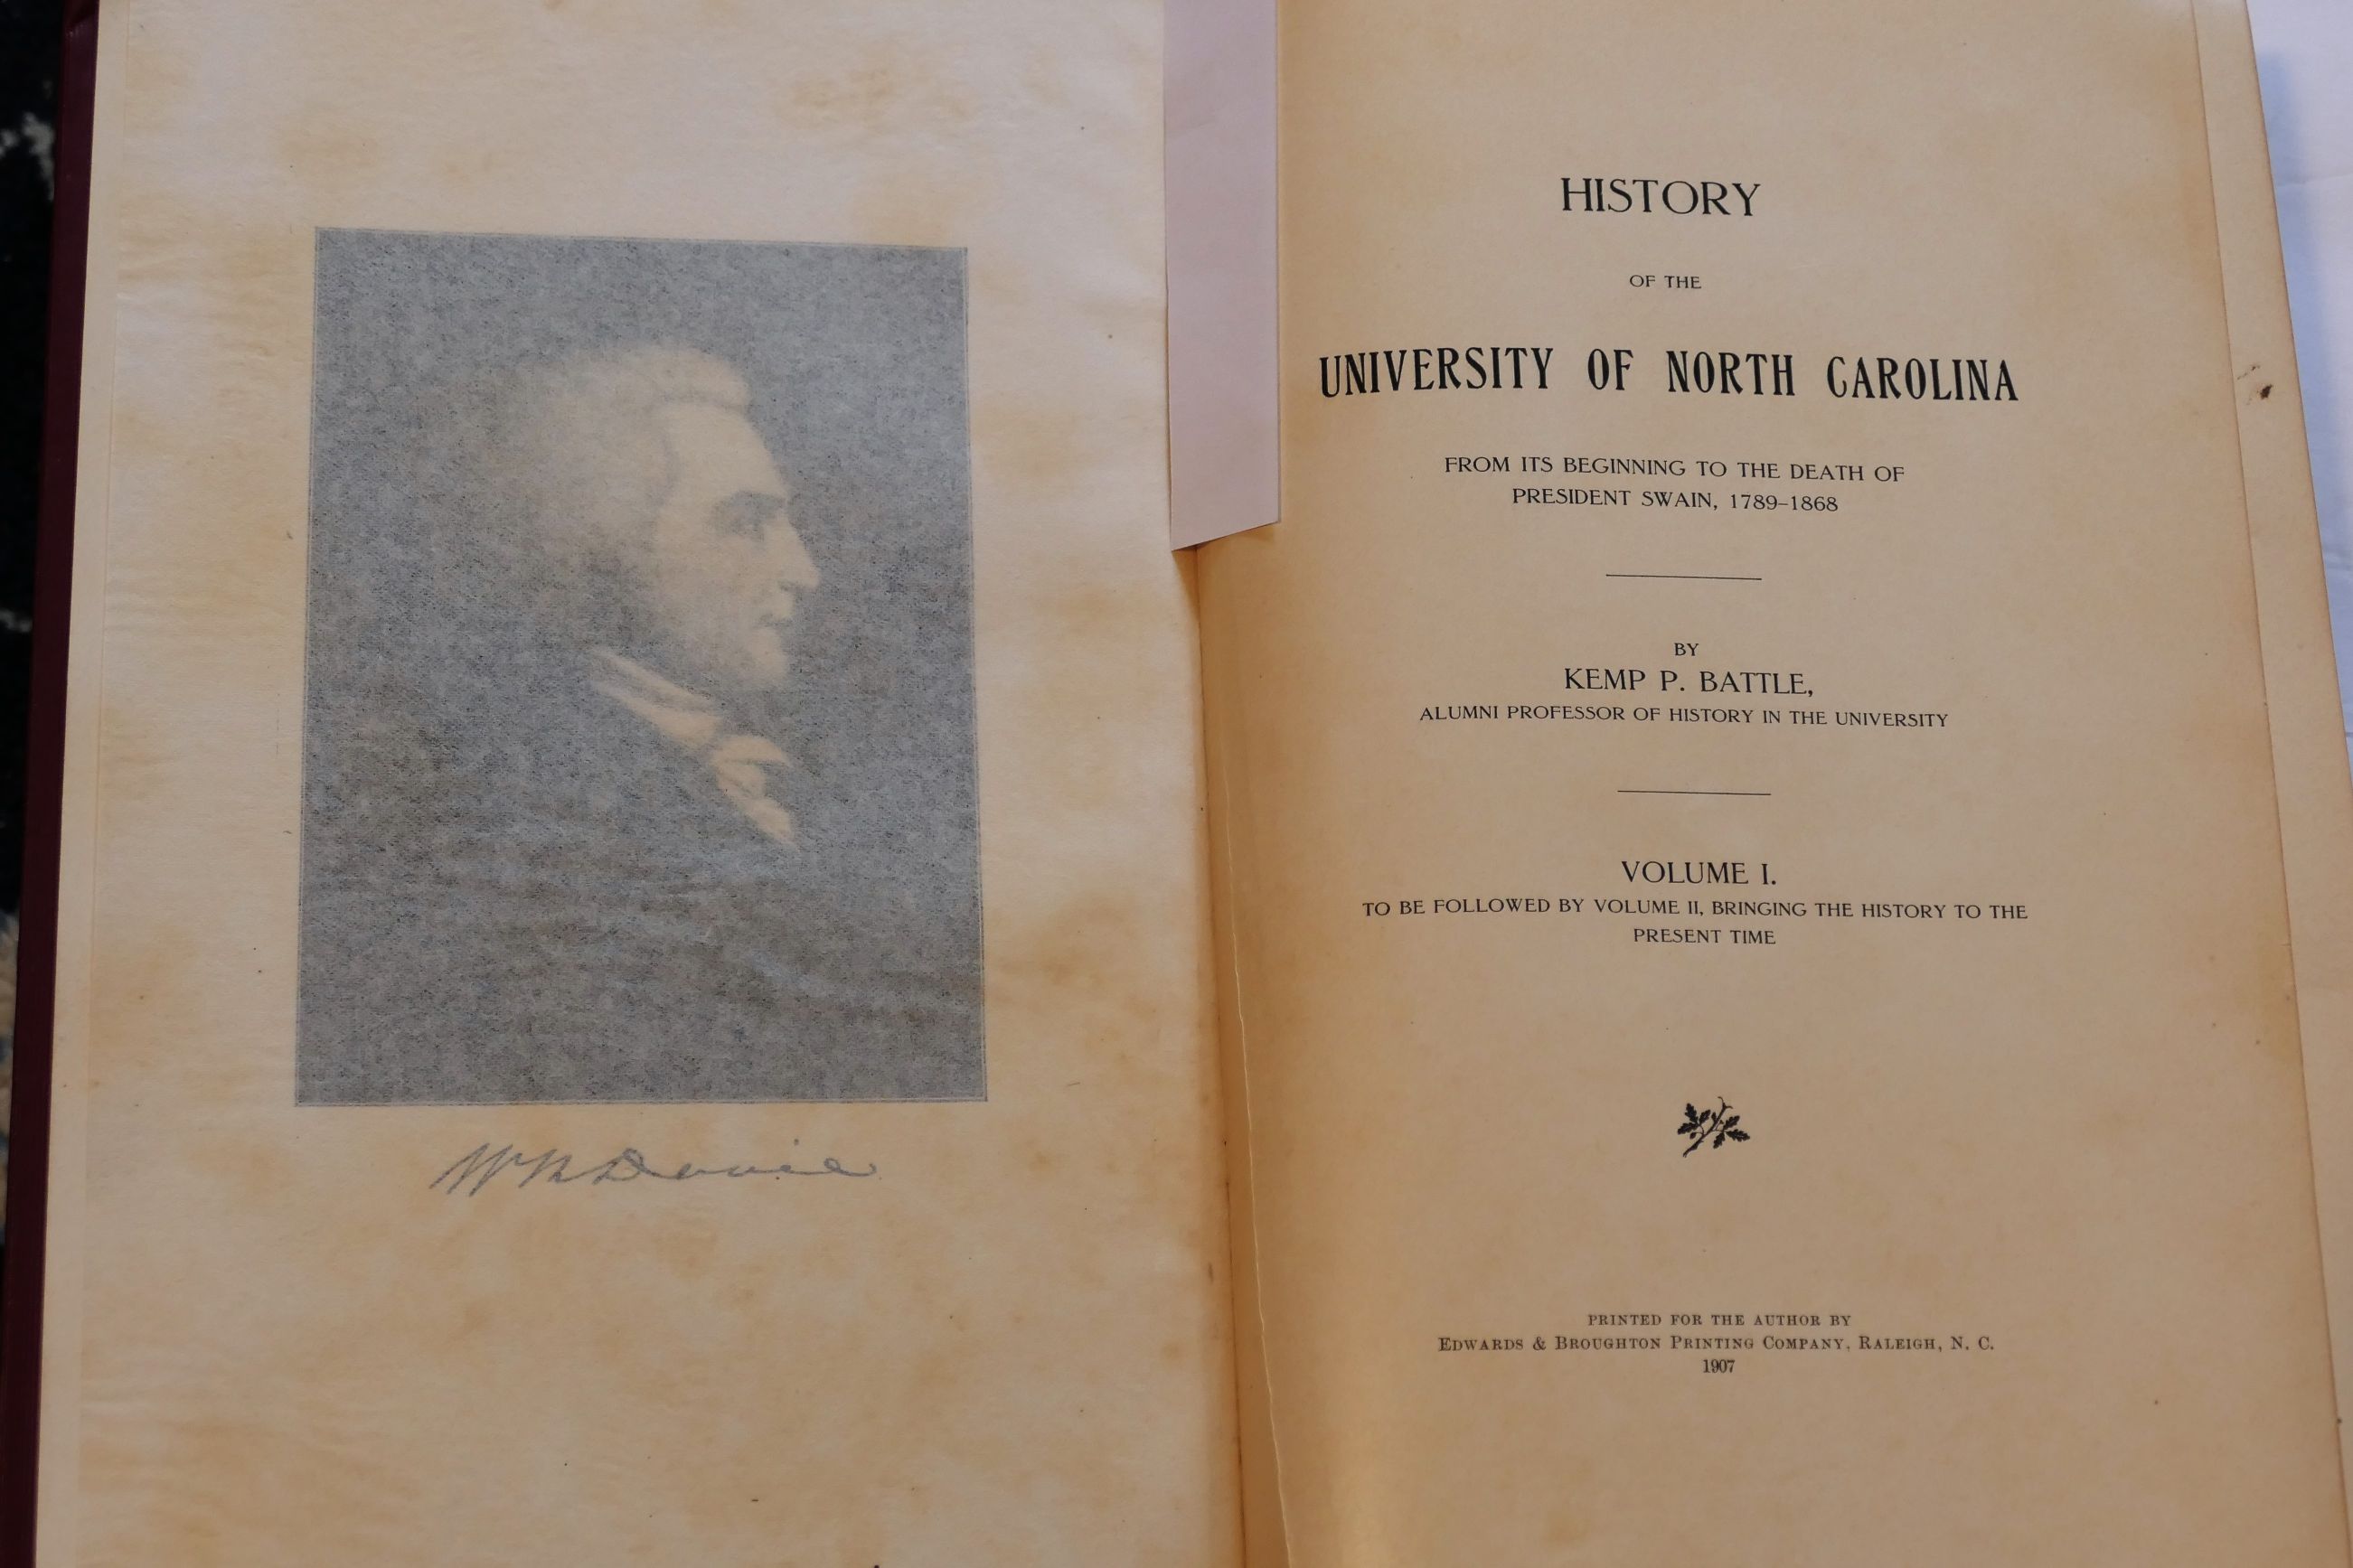 W R Davie
HISTORY
OF THE
UNIVERSITY OF NORTH CAROLINA
FROM ITS BEGINNING TO THE DEATH OF
PRESIDENT SWAIN, 1789–1868
BY
KEMP P. BATTLE,
ALUMNI PROFESSOR OF HISTORY IN THE UNIVERSITY
VOLUME I.
TO BE FOLLOWED BY VOLUME II, BRINGING THE HISTORY TO THE
PRESENT TIME
PRINTED FOR THE AUTHOR BY
EDWARDS & BROUGHTON PRINTING COMPANY, RALEIGH, N. C.
1907